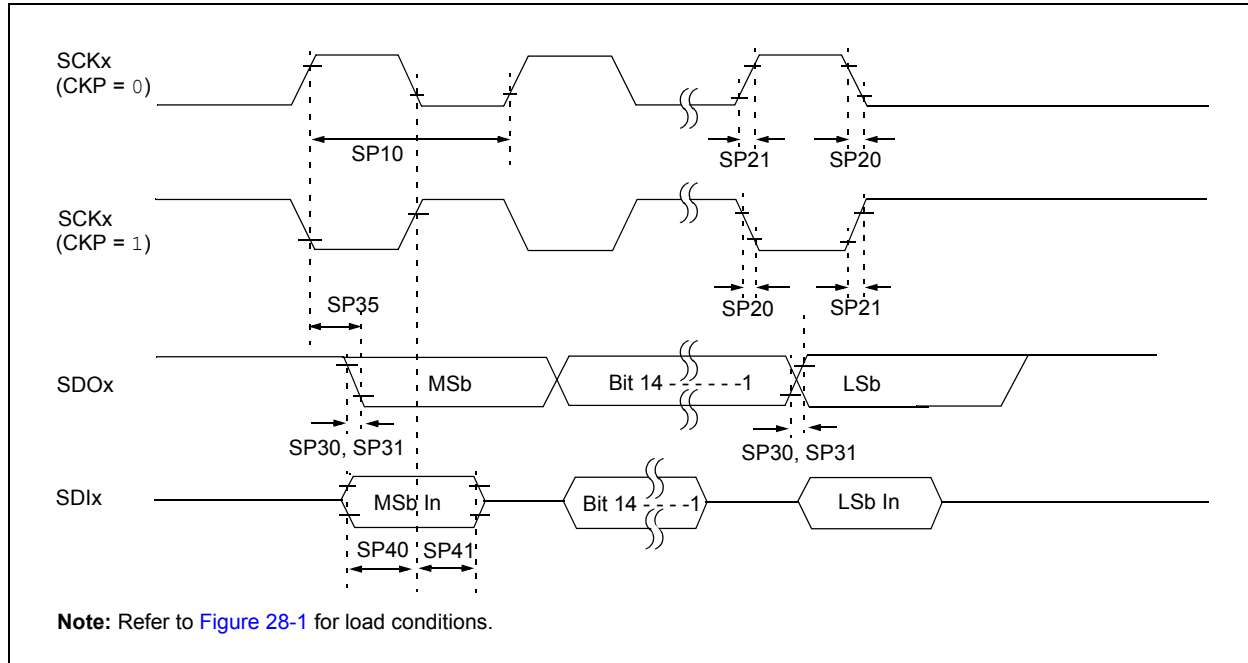 SCKx
(CKP = 0)
SP10
SP21
SP20
SCKx
(CKP = 1)
SP35
SP20
SP21
SDOx
MSb
Bit 14 - - - - - -1
LSb
SP30, SP31
SP30, SP31
SDIx
MSb In
Bit 14 - - - - -1
LSb In
SP40
SP41
Note: Refer to Figure 28-1 for load conditions.